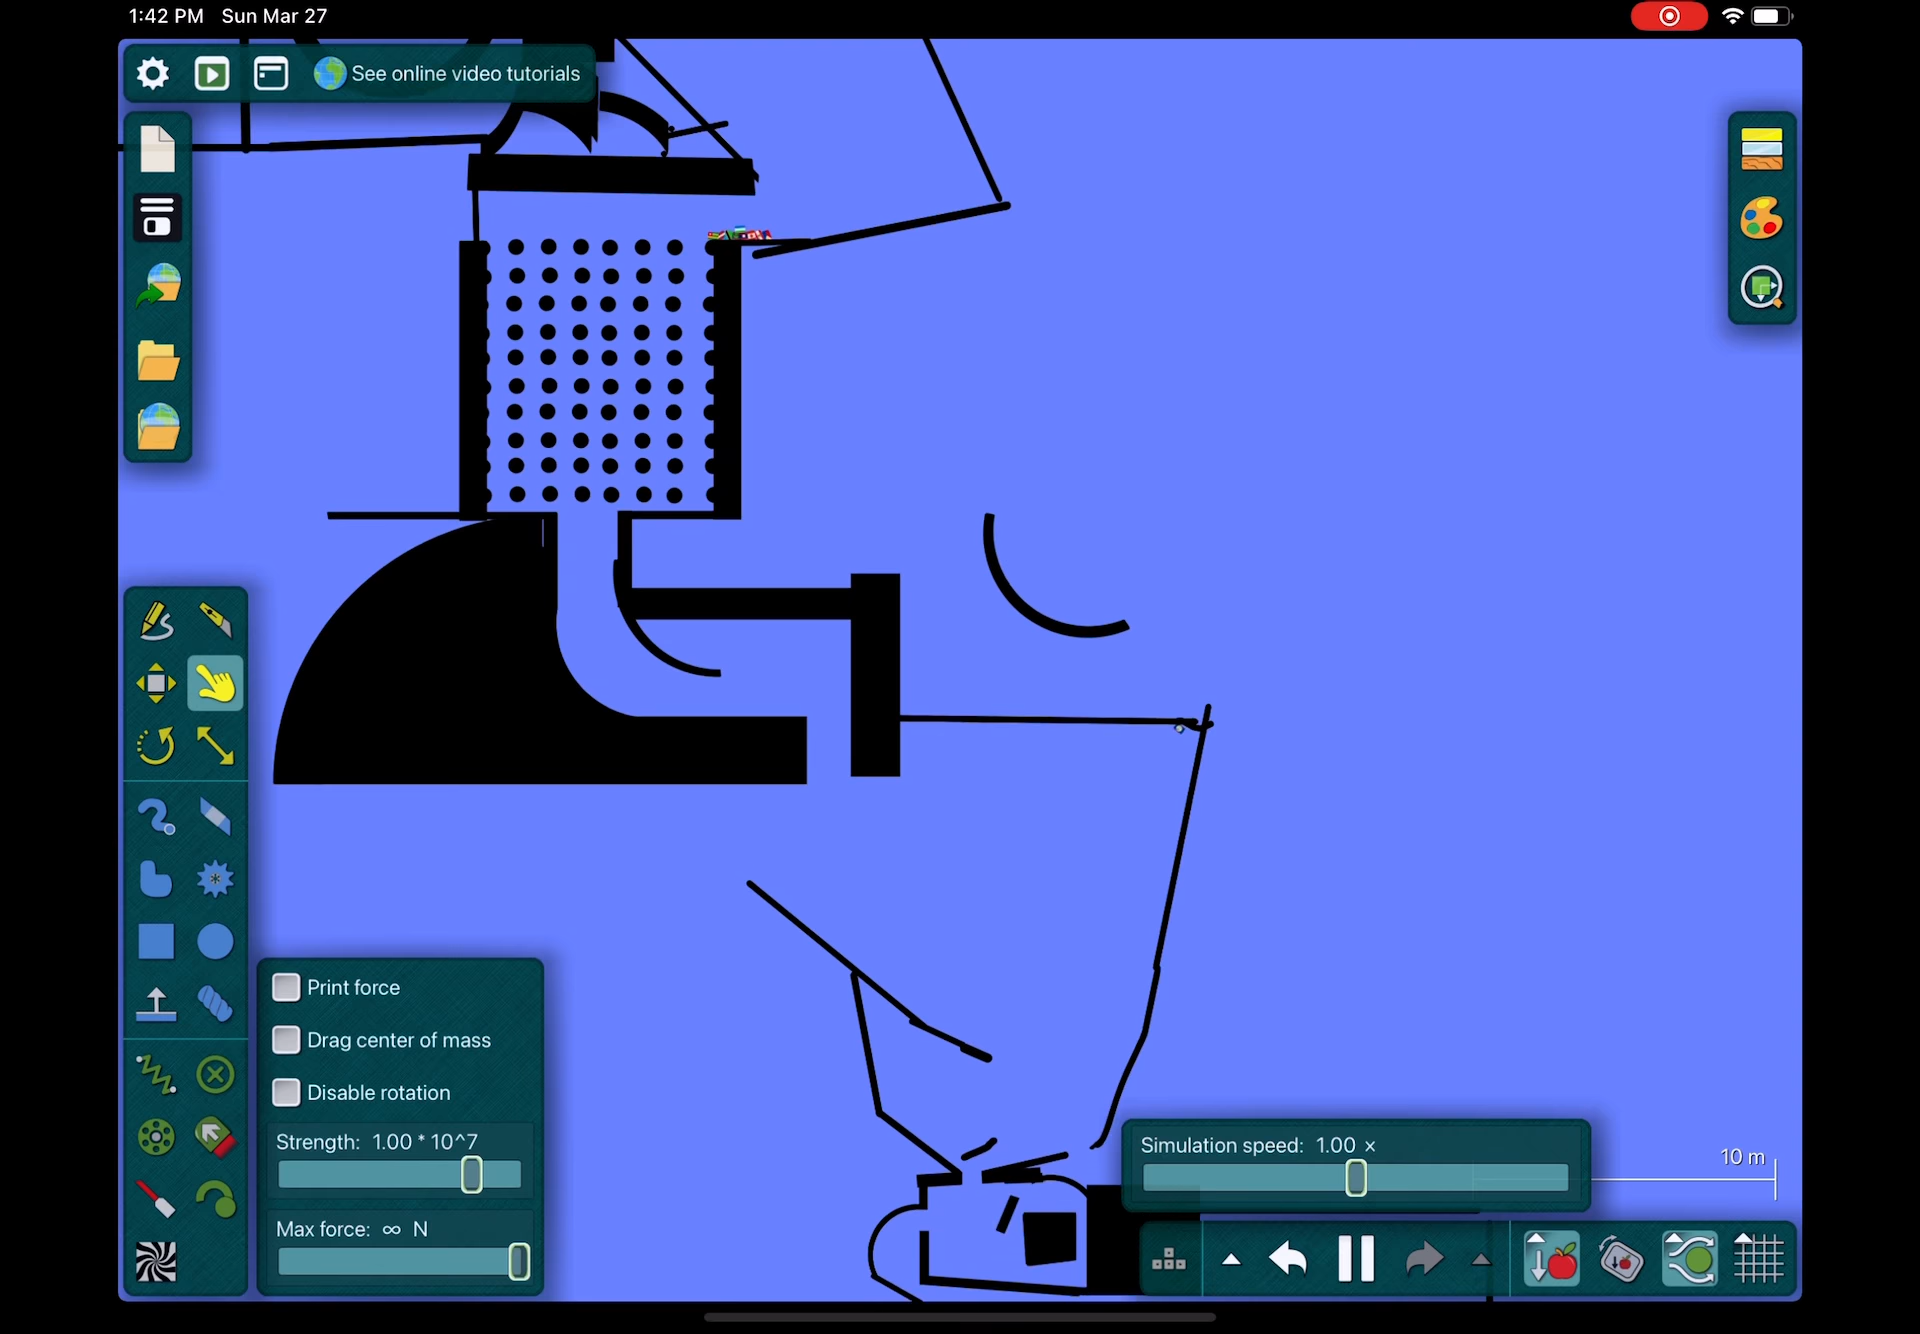 1:42 PM Sun Mar 27
See online video tutorials
Print force
Drag center of mass
Disable rotation
Strength: 1.00 * 10^7
Max force: ∞ N
Simulation speed: 1.00 ×
10 m